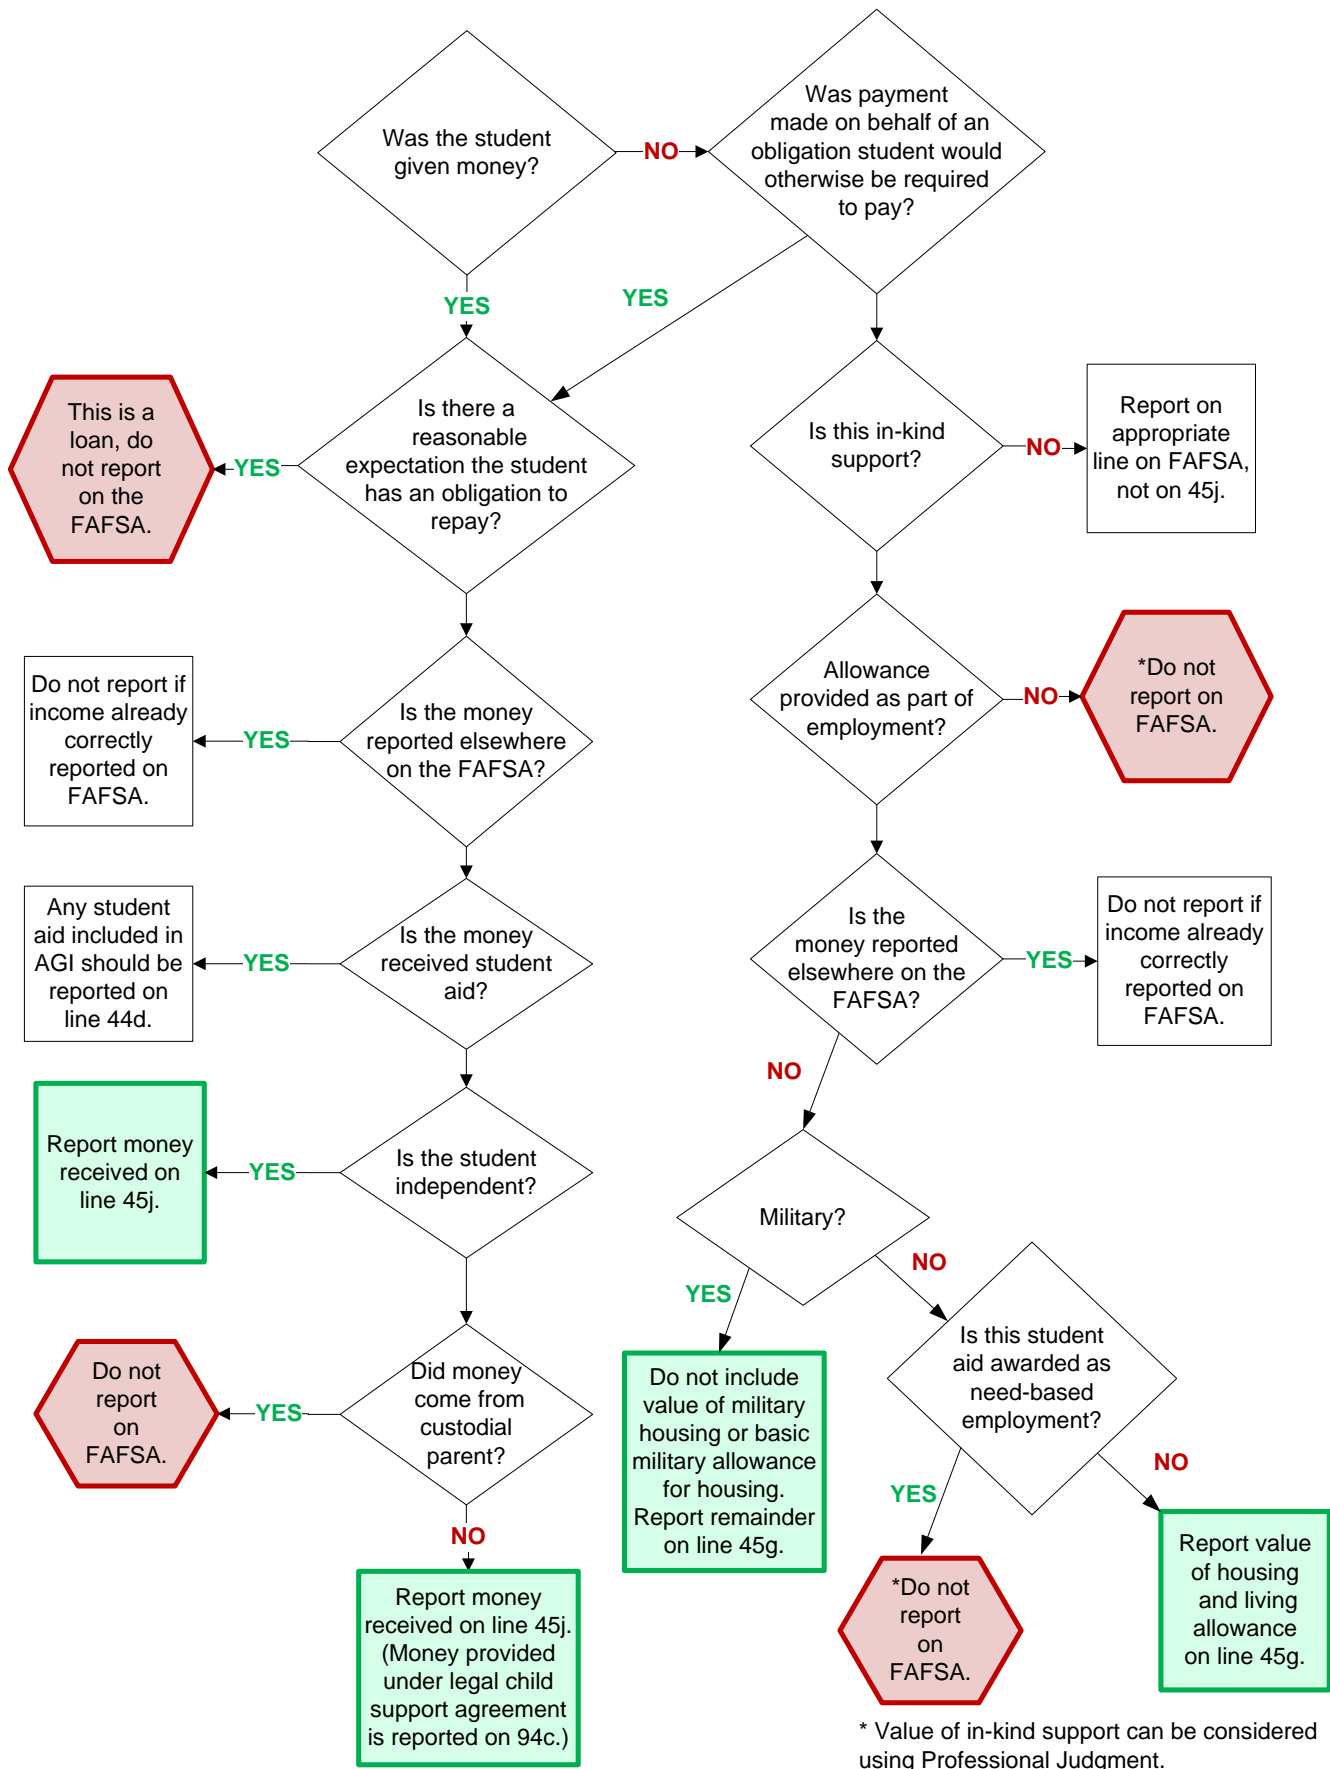 Was the student
given money?
NO
Was payment
made on behalf of an
obligation student would
otherwise be required
to pay?
YES
YES
This is a
loan, do
not report
on the
FAFSA.
YES
Is there a
reasonable
expectation the student
has an obligation to
repay?
Is this in-kind
support?
NO
Report on
appropriate
line on FAFSA,
not on 45j.
Do not report if
income already
correctly
reported on
FAFSA.
YES
Is the money
reported elsewhere
on the FAFSA?
Allowance
provided as part of
employment?
NO
*Do not
report on
FAFSA.
Any student
aid included in
AGI should be
reported on
line 44d.
YES
Is the money
received student
aid?
Is the
money reported
elsewhere on the
FAFSA?
YES
Do not report if
income already
correctly
reported on
FAFSA.
NO
Report money
received on
line 45j.
YES
Is the student
independent?
Military?
YES
NO
Do not
report
on
FAFSA.
YES
Did money
come from
custodial
parent?
Do not include
value of military
housing or basic
military allowance
for housing.
Report remainder
on line 45g.
Is this student
aid awarded as
need-based
employment?
YES
NO
NO
Report money
received on line 45j.
(Money provided
under legal child
support agreement
is reported on 94c.)
*Do not
report
on
FAFSA.
Report value
of housing
and living
allowance
on line 45g.
* Value of in-kind support can be considered
using Professional Judgment.